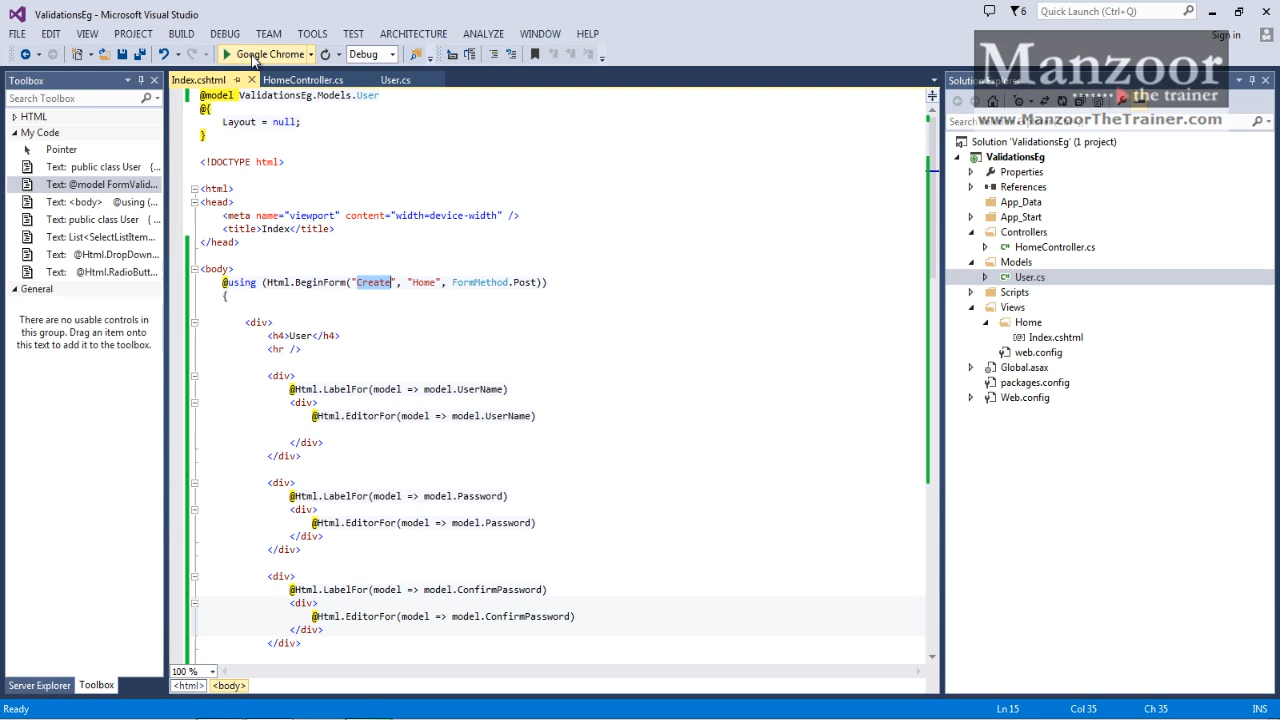 ValidationsEg - Microsoft Visual Studio
6
Quick Launch (Ctrl+Q)
FILE EDIT VIEW PROJECT BUILD DEBUG TEAM TOOLS TEST ARCHITECTURE ANALYZE WINDOW HELP
Sign in
Google Chrome Debug
Manzoor
the trainer
www.ManzoorTheTrainer.com
Toolbox
Search Toolbox
HTML
My Code
Pointer
Text: public class User {...
Text: @model FormValid...
Text: <body> @using (...
Text: public class User ...
Text: List<SelectListItem...
Text: @Html.DropDown...
Text: @Html.RadioButt...
General
There are no usable controls in
this group. Drag an item onto
this text to add it to the toolbox.
Server Explorer Toolbox
Index.cshtml HomeController.cs User.cs
@model ValidationsEg.Models.User
@{
Layout = null;
}
<!DOCTYPE html>
<html>
<head>
<meta name="viewport" content="width=device-width" />
<title>Index</title>
</head>
<body>
@using (Html.BeginForm("Create", "Home", FormMethod.Post))
{
<div>
<h4>User</h4>
<hr />
<div>
@Html.LabelFor(model => model.UserName)
<div>
@Html.EditorFor(model => model.UserName)
</div>
</div>
<div>
@Html.LabelFor(model => model.Password)
<div>
@Html.EditorFor(model => model.Password)
</div>
</div>
<div>
@Html.LabelFor(model => model.ConfirmPassword)
<div>
@Html.EditorFor(model => model.ConfirmPassword)
</div>
</div>
100 %
<html> <body>
Solution Explorer
Solution 'ValidationsEg' (1 project)
ValidationsEg
Properties
References
App_Data
App_Start
Controllers
HomeController.cs
Models
User.cs
Scripts
Views
Home
Index.cshtml
web.config
Global.asax
packages.config
Web.config
Ready
Ln 15 Col 35 Ch 35 INS